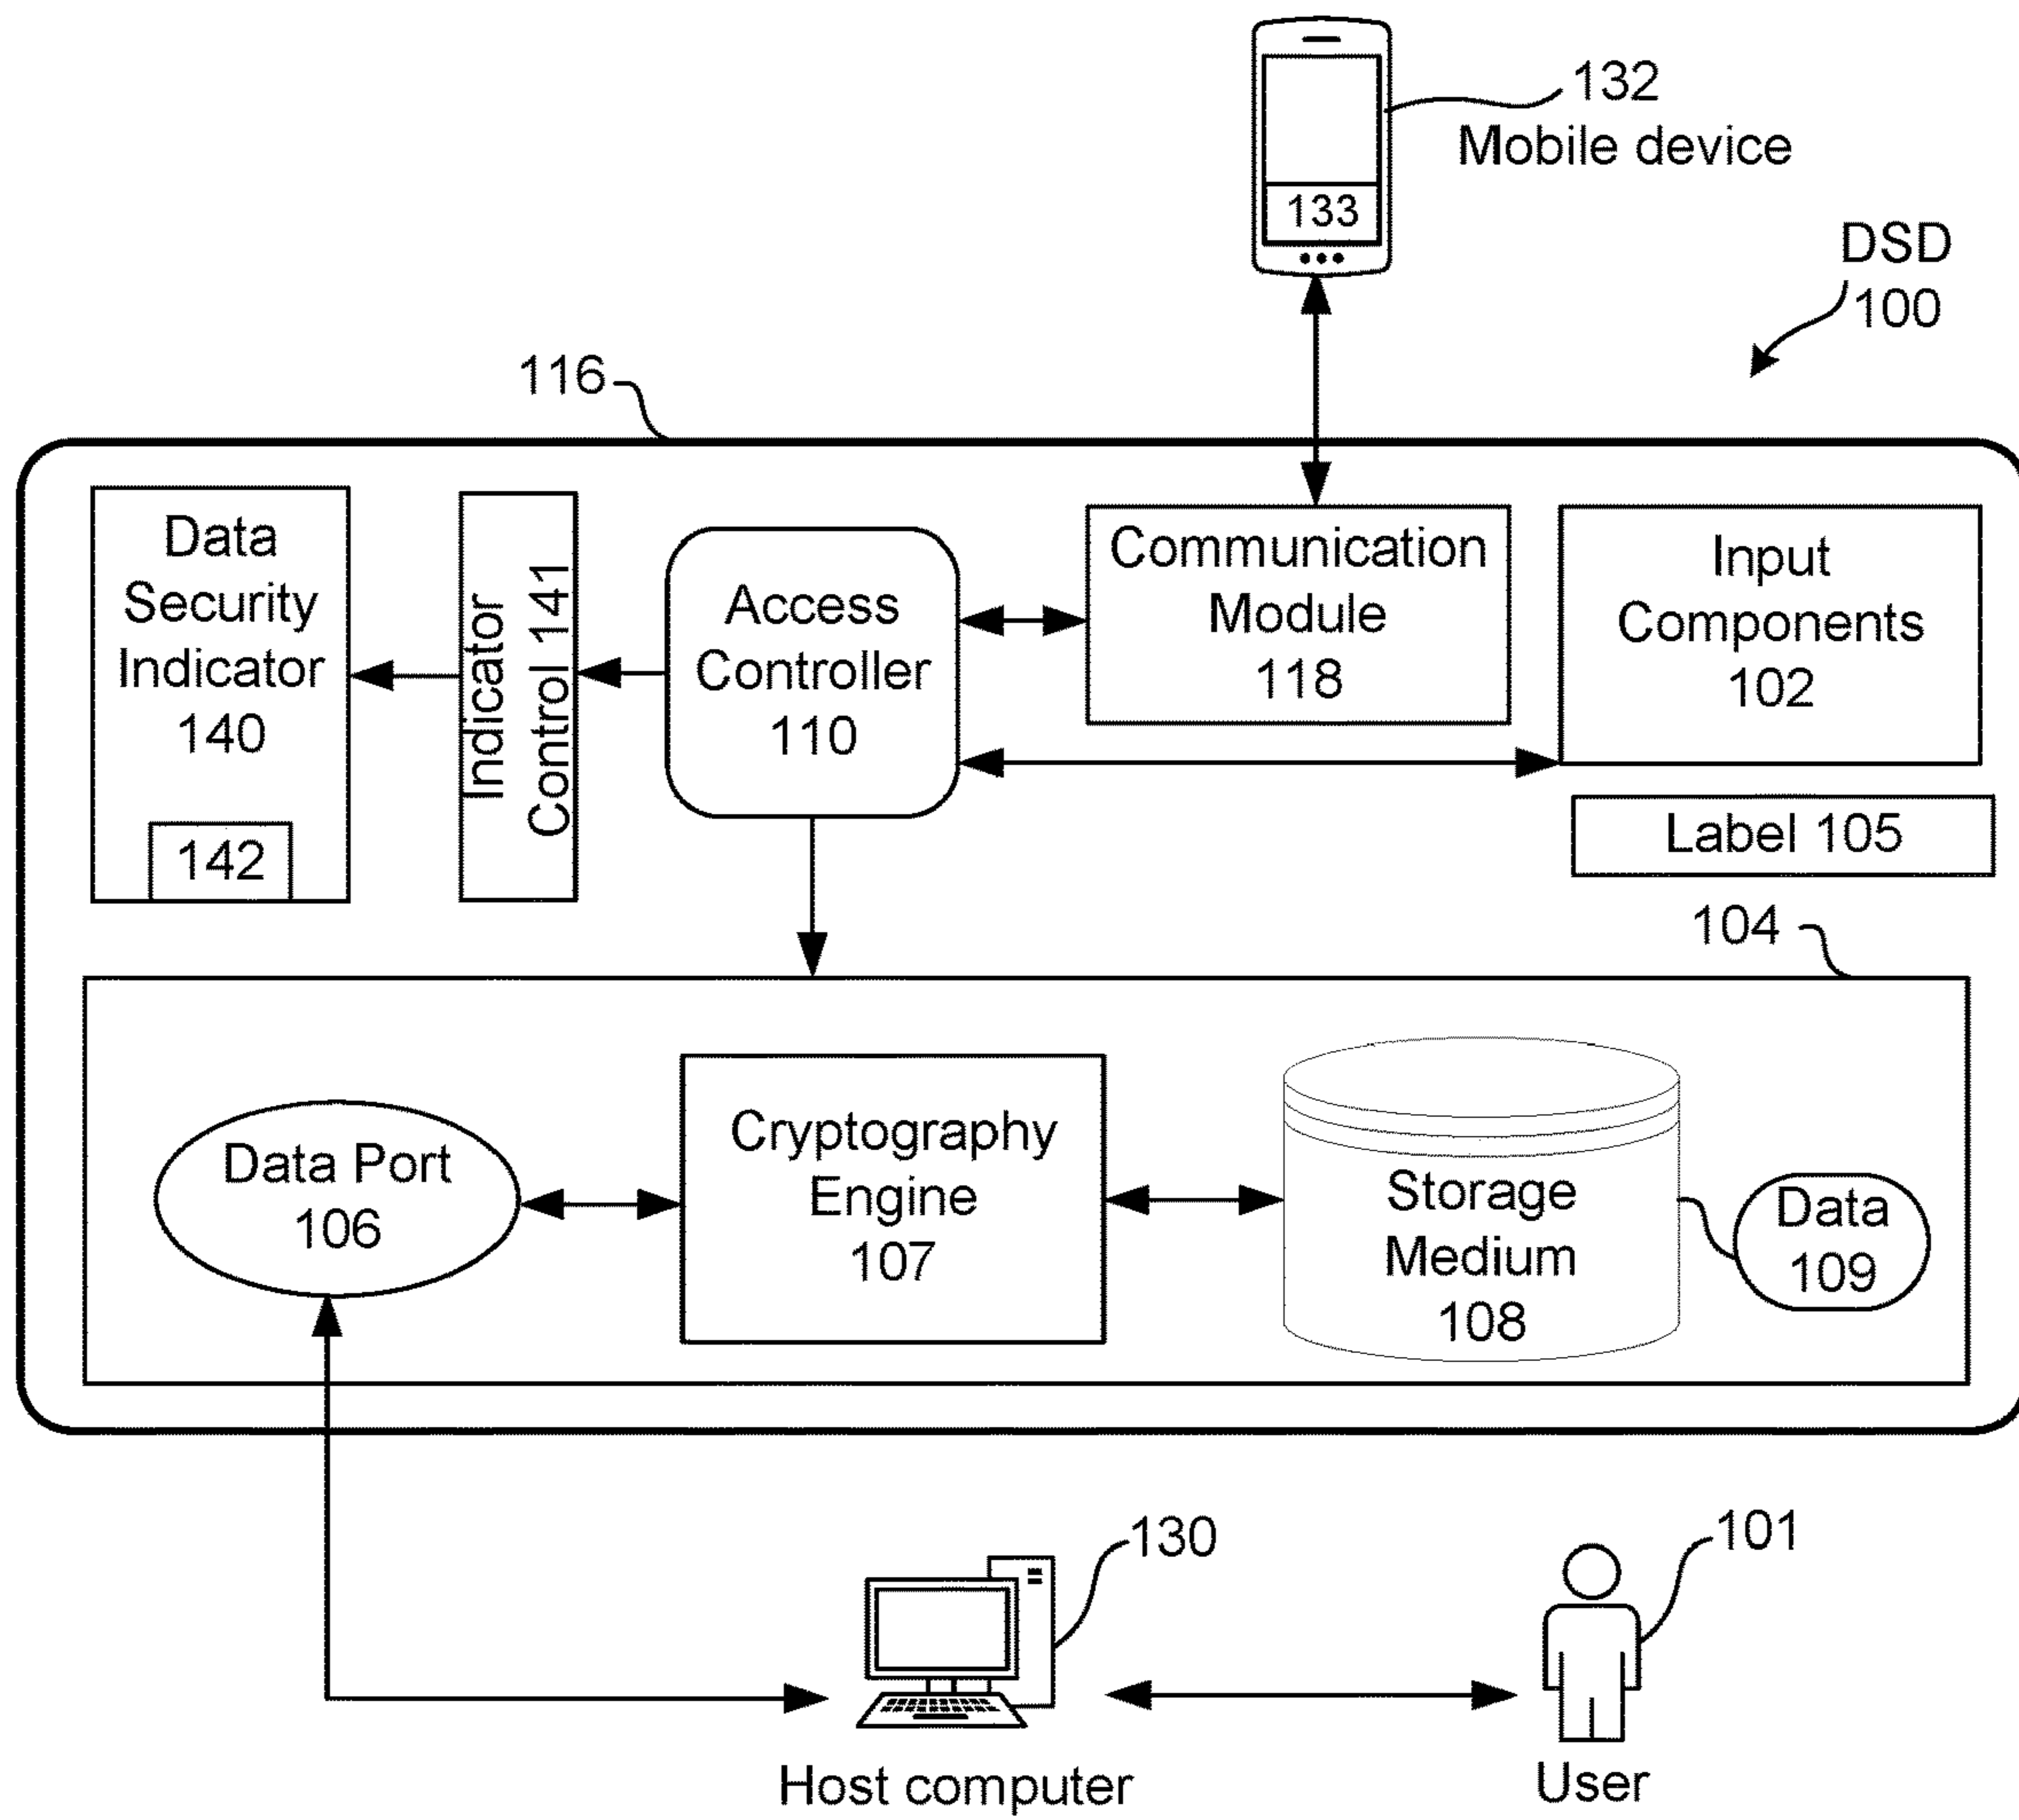 132
Mobile device
133
DSD
100
116
Data
Security
Indicator
140
142
Indicator
Control 141
Access
Controller
110
Communication
Module
118
Input
Components
102
Label 105
104
Data Port
106
Cryptography
Engine
107
Storage
Medium
108
Data
109
130
101
Host computer
User